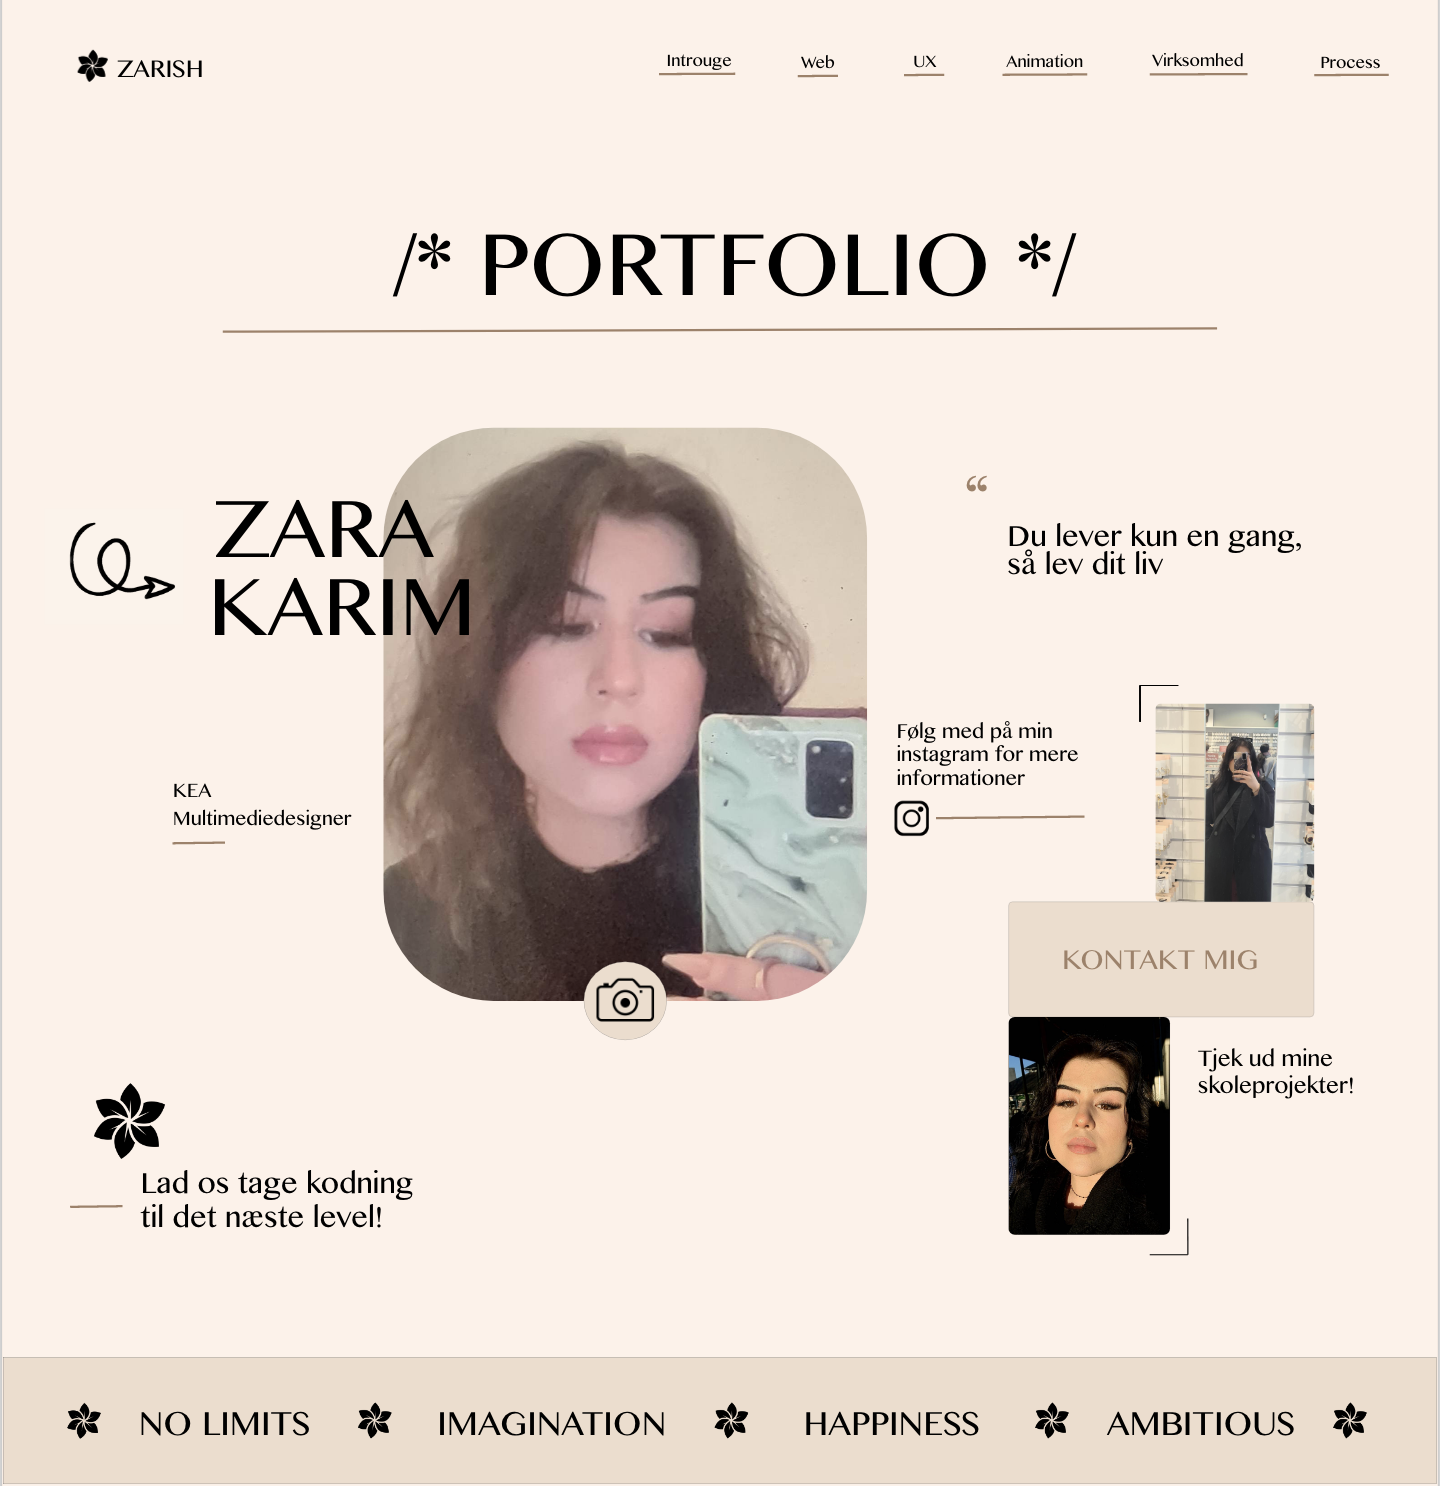 ZARISH
Introuge
Web
UX
Animation
Virksomhed
Process
/* PORTFOLIO */
ZARA
KARIM
“
Du lever kun en gang,
så lev dit liv
Følg med på min
instagram for mere
informationer
KEA
Multimediedesigner
KONTAKT MIG
Tjek ud mine
skoleprojekter!
Lad os tage kodning
til det næste level!
NO LIMITS
IMAGINATION
HAPPINESS
AMBITIOUS